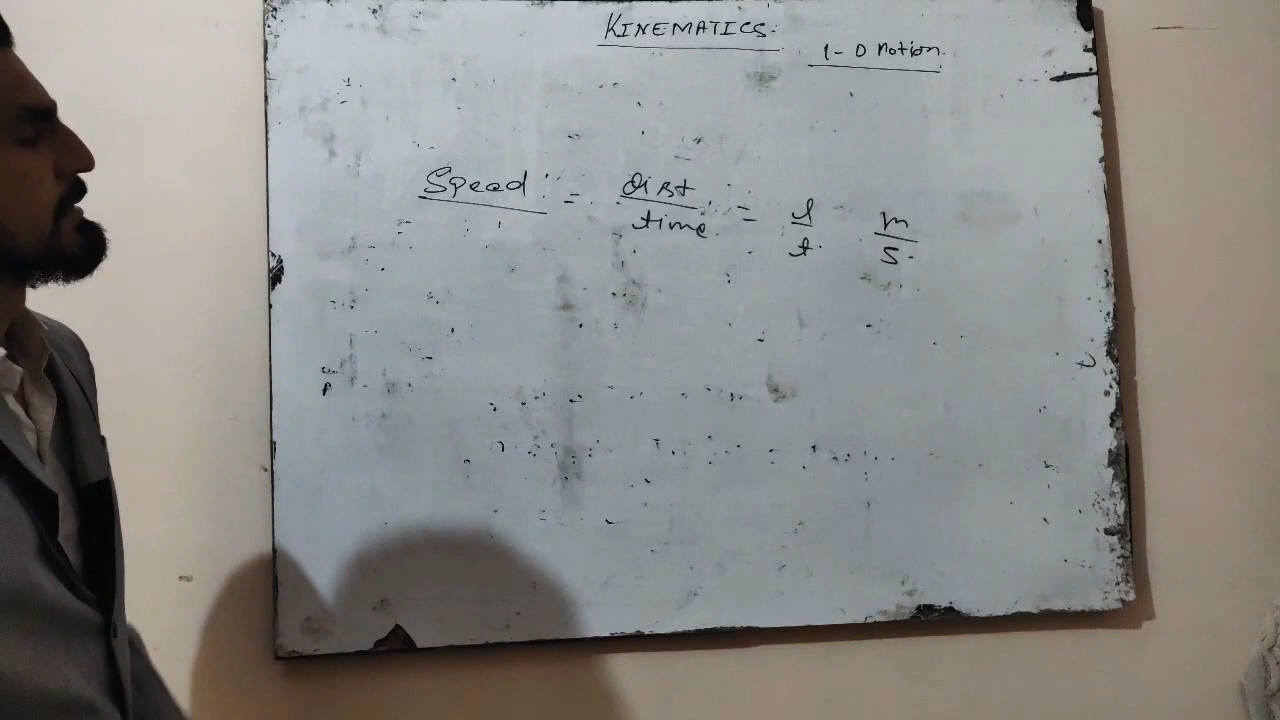 KINEMATICS.
1-D Motion.
Speed = dist / time = s / t m / s.